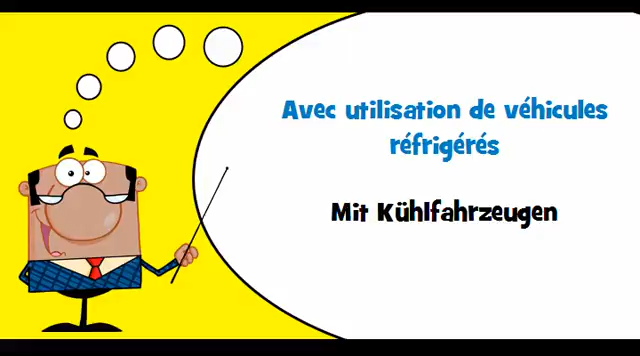 Avec utilisation de véhicules
réfrigérés
Mit Kühlfahrzeugen